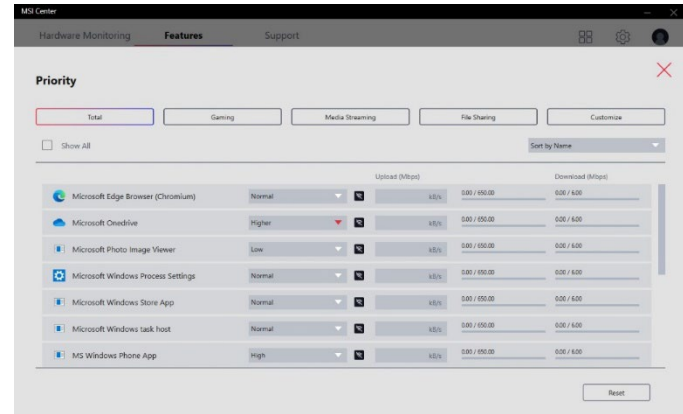 MSI Center
Hardware Monitoring Features Support
Priority
Total Gaming Media Streaming File Sharing Customize
Show All Sort by Name
Upload (Mbps) Download (Mbps)
Microsoft Edge Browser (Chromium) Normal kB/s 0.00 / 650.00 0.00 / 6.00
Microsoft Onedrive Higher kB/s 0.00 / 650.00 0.00 / 6.00
Microsoft Photo Image Viewer Low kB/s 0.00 / 650.00 0.00 / 6.00
Microsoft Windows Process Settings Normal kB/s 0.00 / 650.00 0.00 / 6.00
Microsoft Windows Store App Normal kB/s 0.00 / 650.00 0.00 / 6.00
Microsoft Windows task host Normal kB/s 0.00 / 650.00 0.00 / 6.00
MS Windows Phone App High kB/s 0.00 / 650.00 0.00 / 6.00
Reset